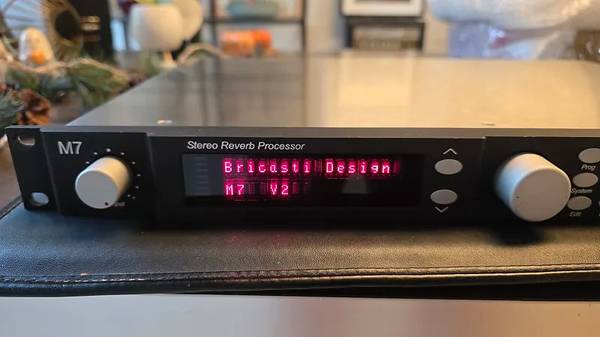 M7
Stereo Reverb Processor
Bricasti Design
M7 V2
Prog
System
Edit